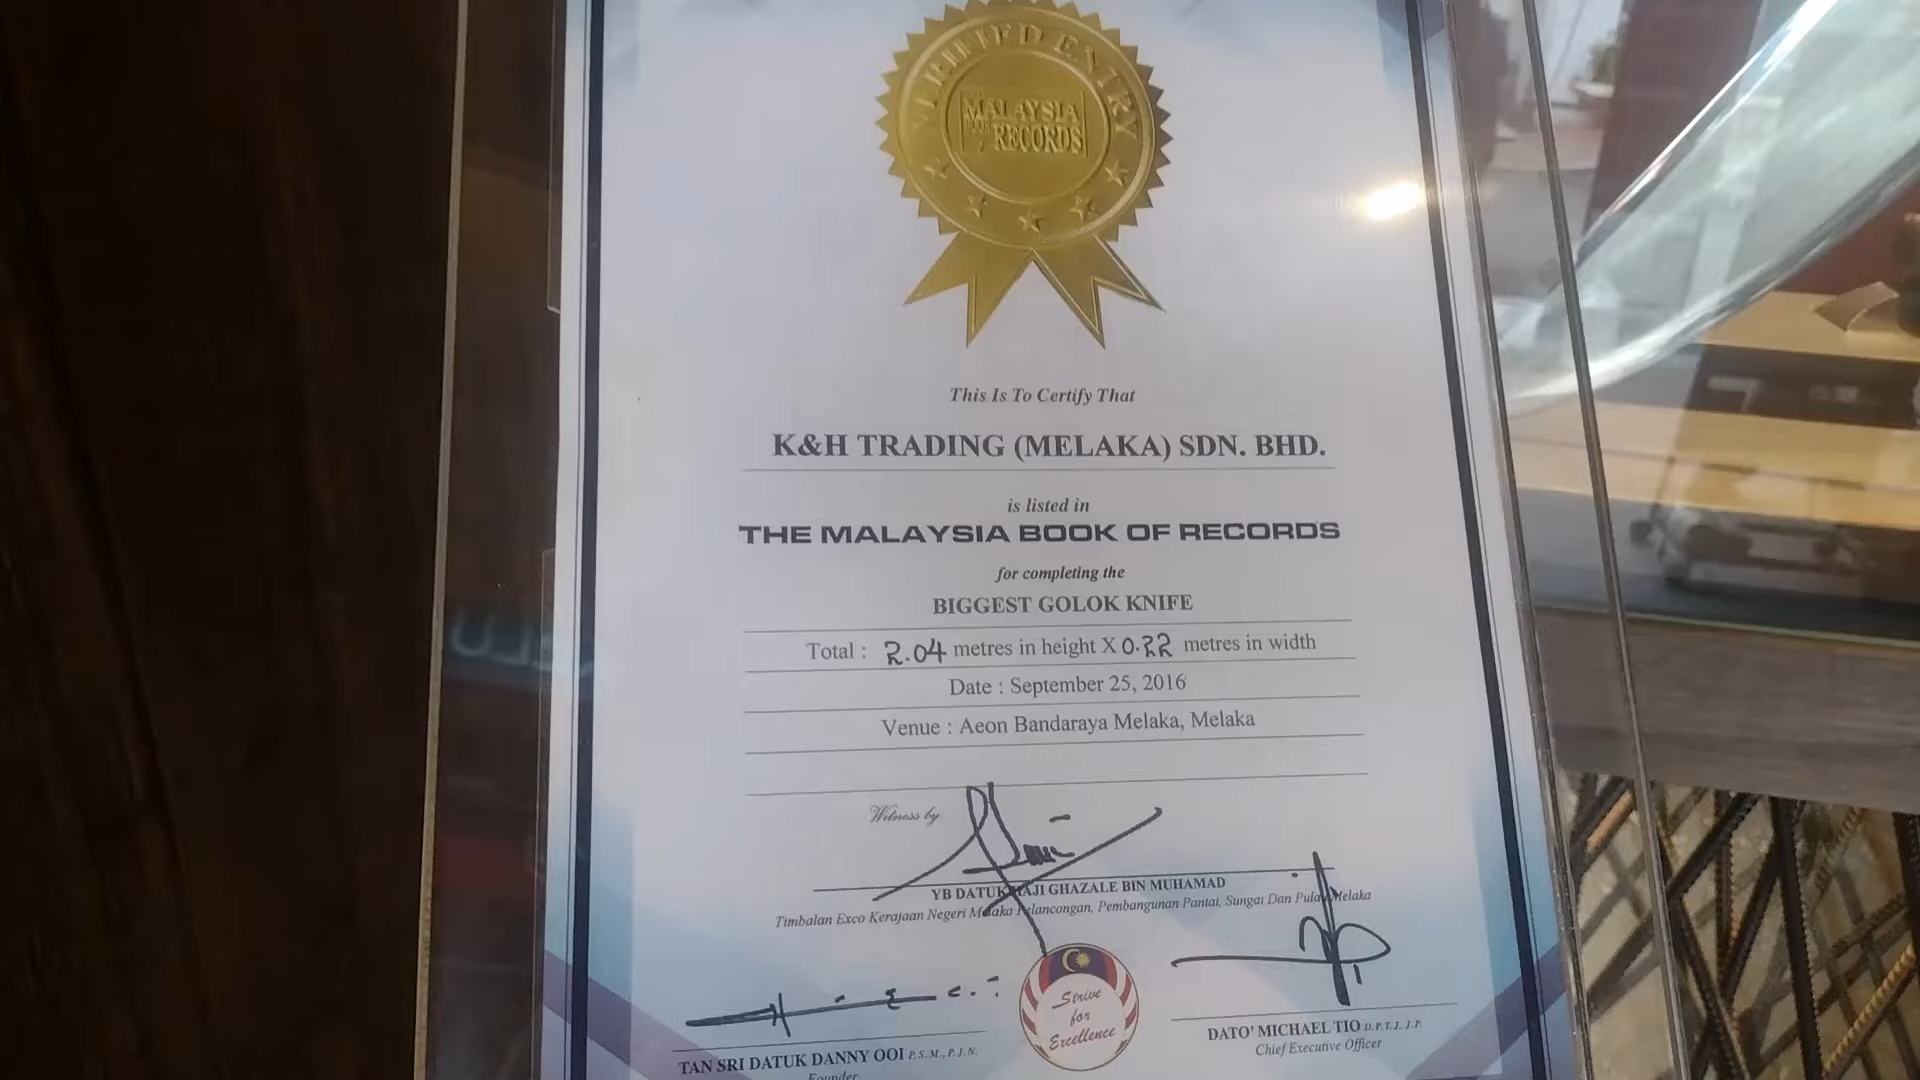 VERIFIED ENTRY
MALAYSIA
BOOK OF
RECORDS
This Is To Certify That
K&H TRADING (MELAKA) SDN. BHD.
is listed in
THE MALAYSIA BOOK OF RECORDS
for completing the
BIGGEST GOLOK KNIFE
Total : 2.04 metres in height X 0.22 metres in width
Date : September 25, 2016
Venue : Aeon Bandaraya Melaka, Melaka
Witness by
YB DATUK HAJI GHAZALE BIN MUHAMAD
Timbalan Exco Kerajaan Negeri Melaka Pelancongan, Pembangunan Pantai, Sungai Dan Pulau Melaka
Strive
for
Excellence
TAN SRI DATUK DANNY OOI P.S.M., P.J.N.
Founder
DATO' MICHAEL TIO D.P.T.J, J.P.
Chief Executive Officer